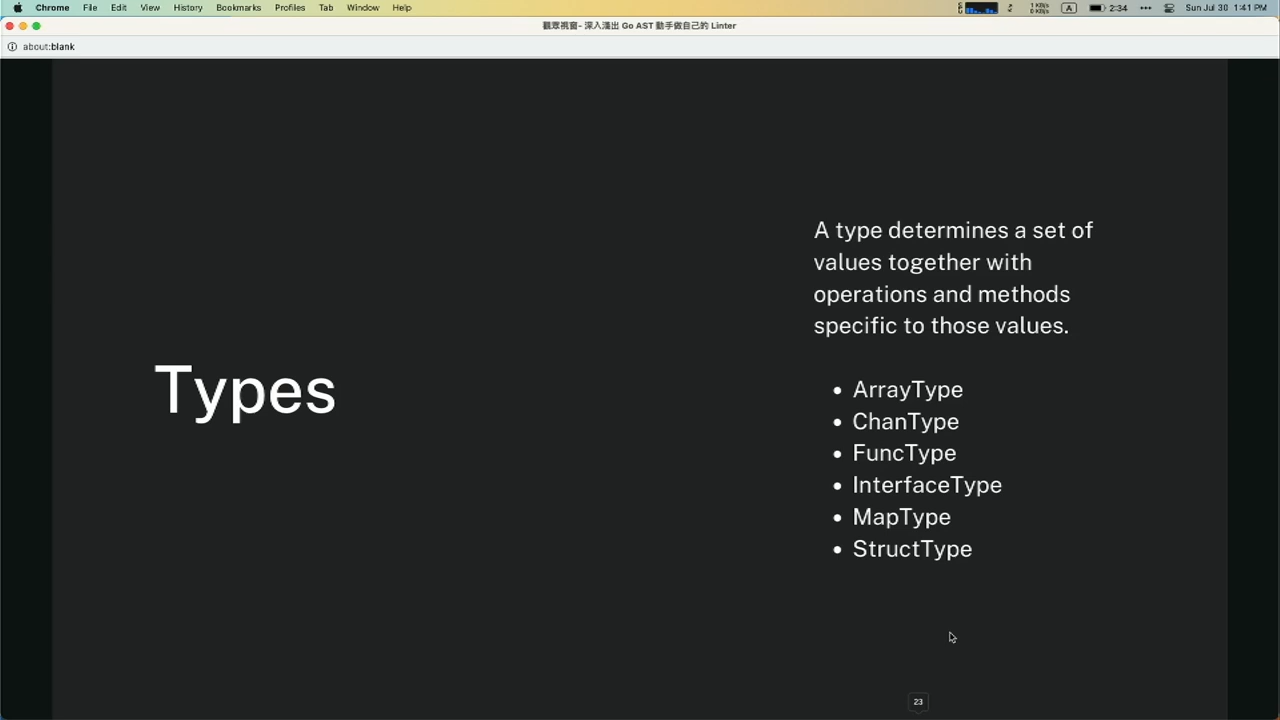 Chrome File Edit View History Bookmarks Profiles Tab Window Help
2:34 Sun Jul 30 1:41 PM
觀眾視窗- 深入淺出 Go AST 動手做自己的 Linter
about:blank
Types
A type determines a set of
values together with
operations and methods
specific to those values.
• ArrayType
• ChanType
• FuncType
• InterfaceType
• MapType
• StructType
23